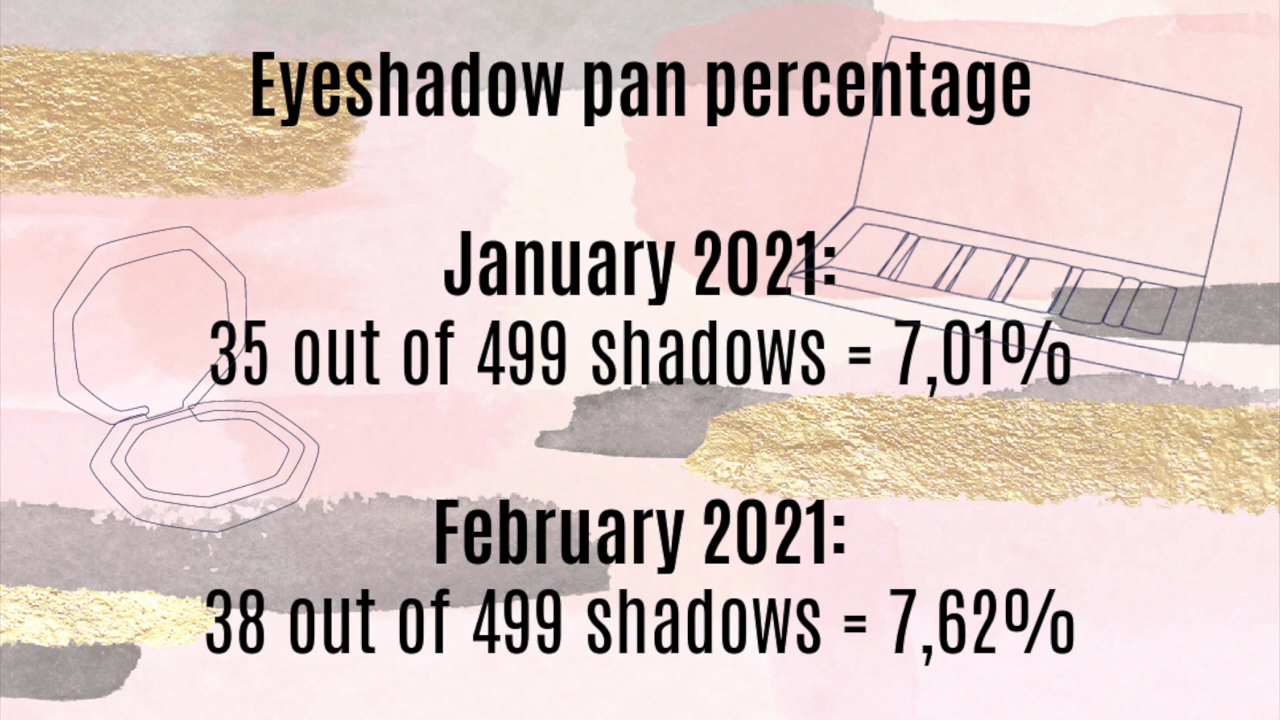 Eyeshadow pan percentage
January 2021:
35 out of 499 shadows = 7,01%
February 2021:
38 out of 499 shadows = 7,62%